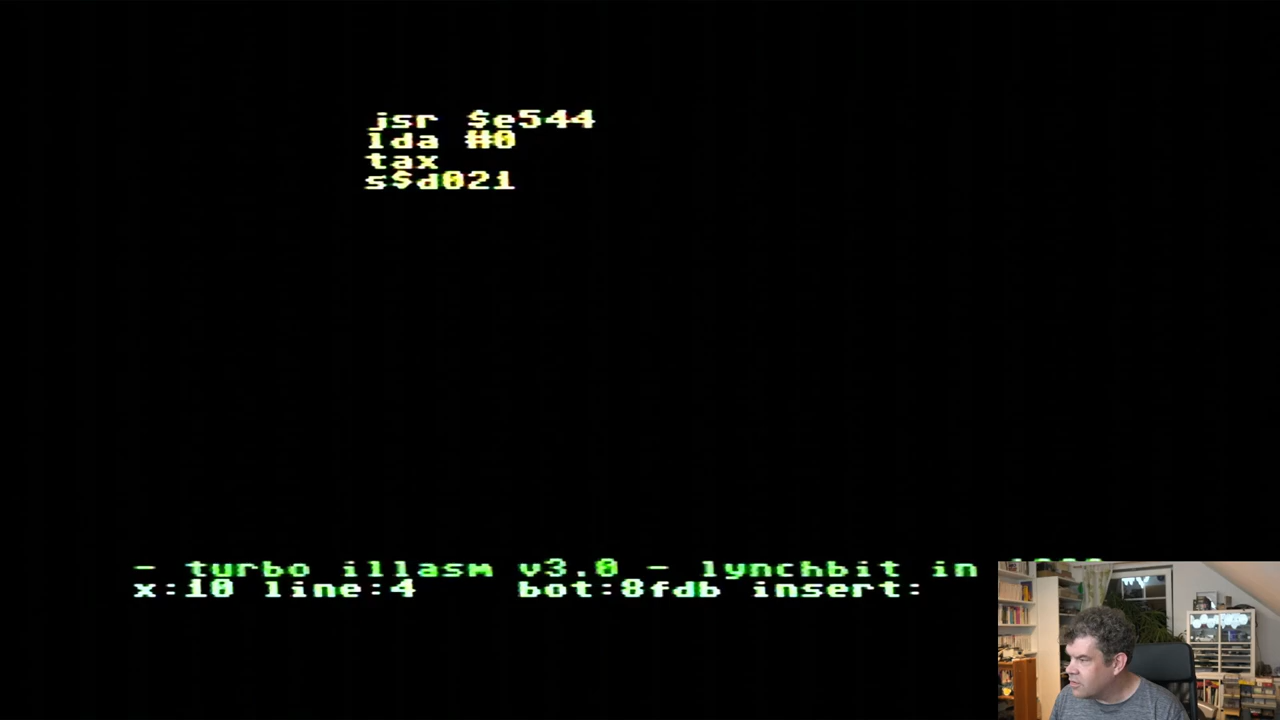 jsr $e544
lda #0
tax
s$d021
- turbo illasm v3.0 - lynchbit in
x:10 line:4 bot:8fdb insert: